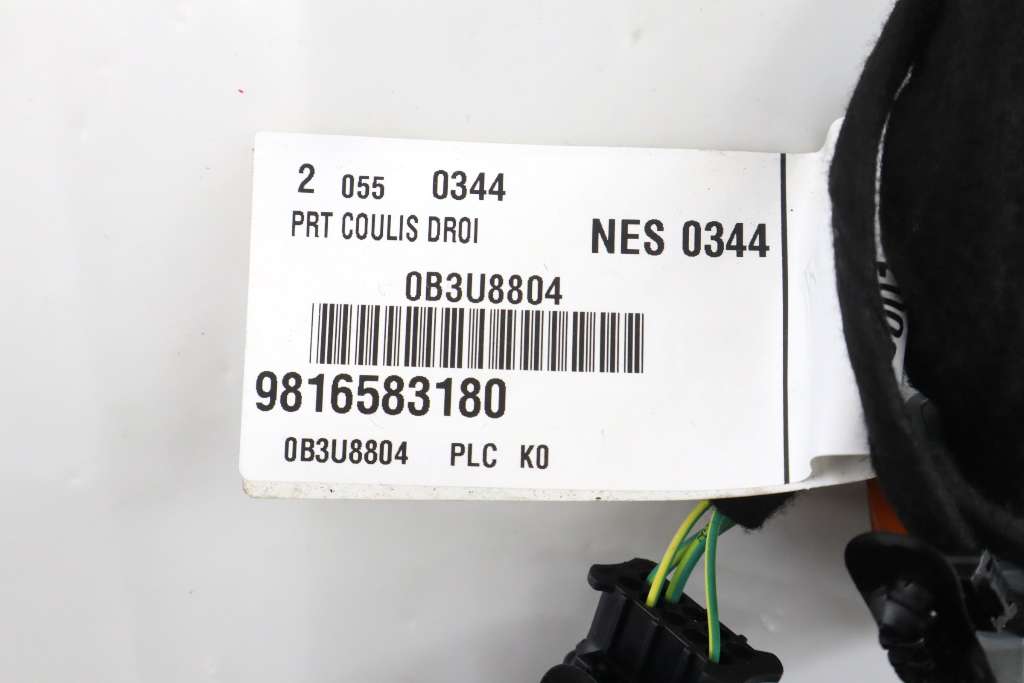 2 055 0344
PRT COULIS DROI
NES 0344
0B3U8804
9816583180
0B3U8804 PLC K0